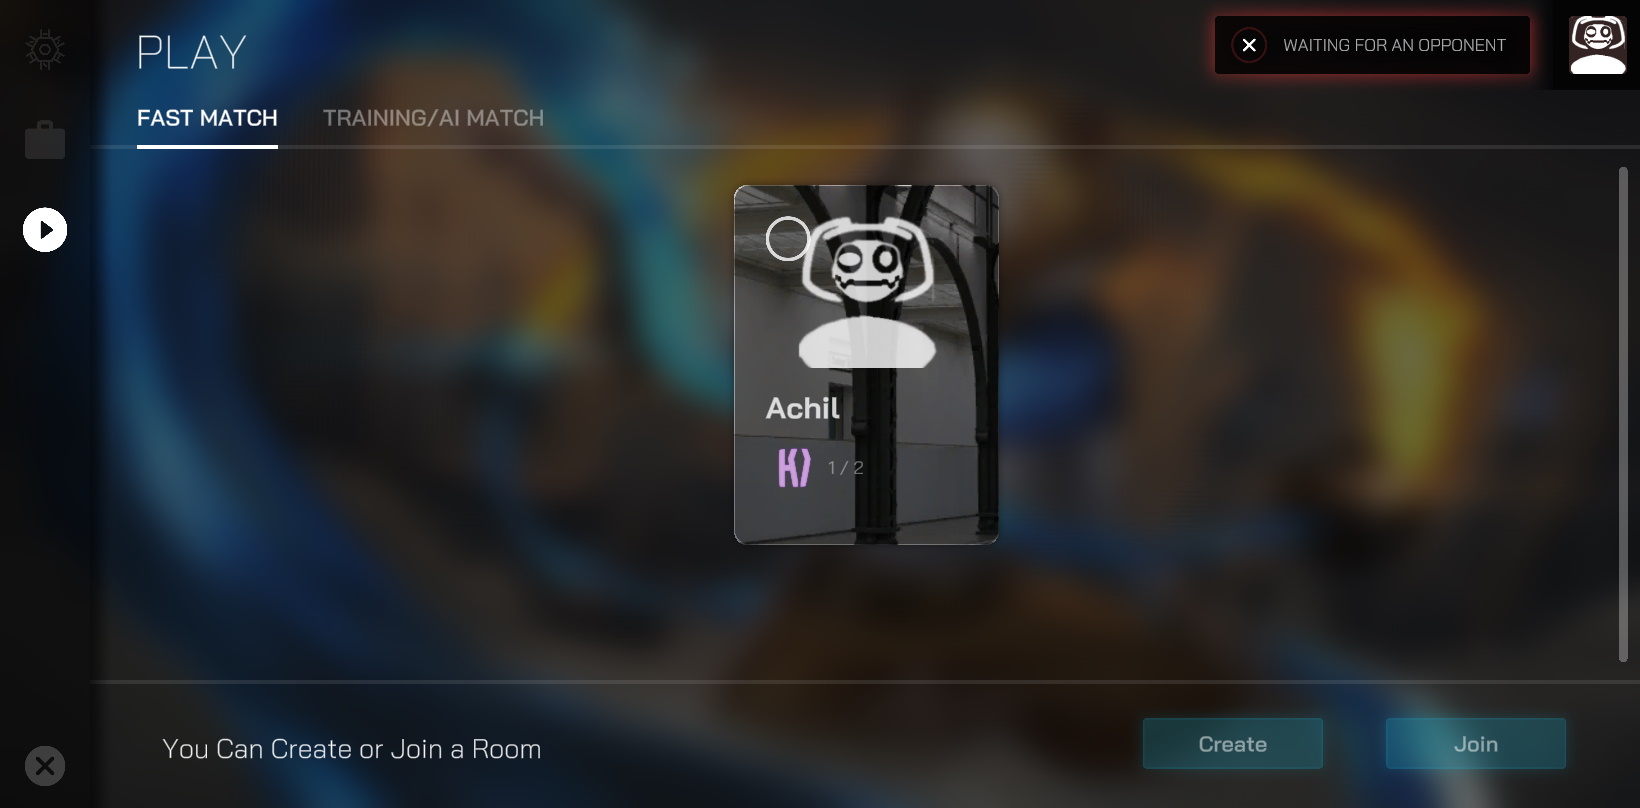 PLAY
WAITING FOR AN OPPONENT
FAST MATCH
TRAINING/AI MATCH
Achil
1 / 2
You Can Create or Join a Room
Create
Join